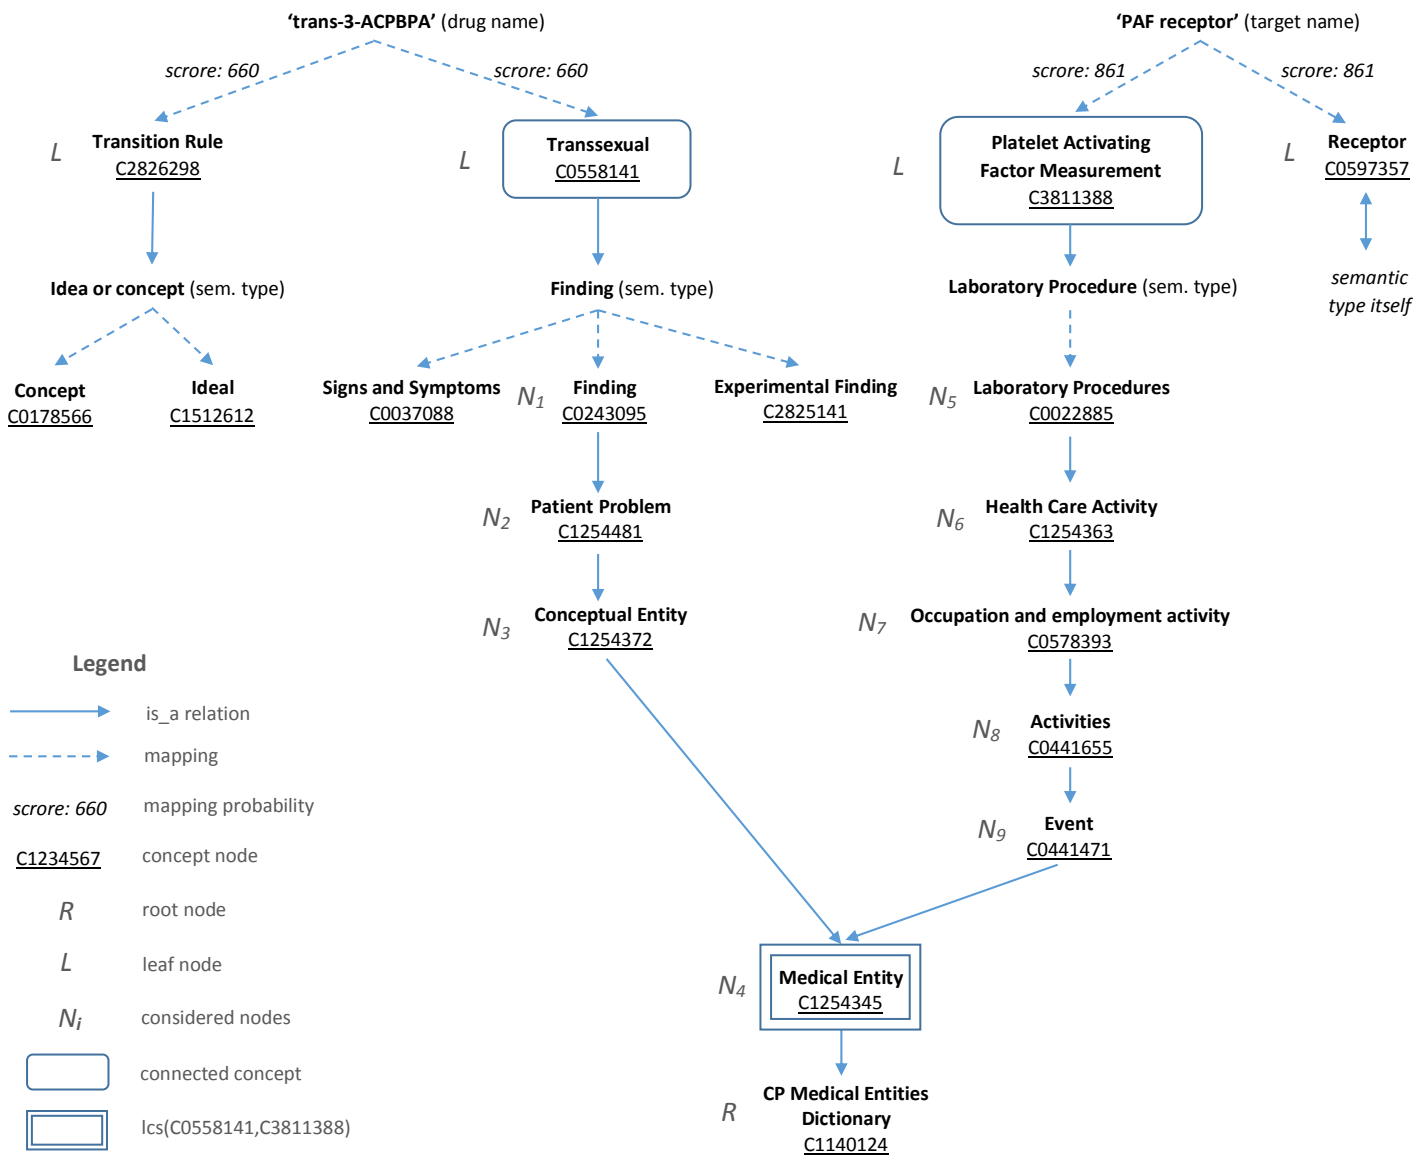 ‘trans-3-ACPBPA’ (drug name)
‘PAF receptor’ (target name)
scrore: 660
scrore: 660
scrore: 861
scrore: 861
L
Transition Rule
C2826298
L
Transsexual
C0558141
L
Platelet Activating
Factor Measurement
C3811388
L
Receptor
C0597357
Idea or concept (sem. type)
Finding (sem. type)
Laboratory Procedure (sem. type)
semantic
type itself
Concept
C0178566
Ideal
C1512612
Signs and Symptoms
C0037088
N1
Finding
C0243095
Experimental Finding
C2825141
N5
Laboratory Procedures
C0022885
N2
Patient Problem
C1254481
N6
Health Care Activity
C1254363
N3
Conceptual Entity
C1254372
N7
Occupation and employment activity
C0578393
N8
Activities
C0441655
N9
Event
C0441471
N4
Medical Entity
C1254345
R
CP Medical Entities
Dictionary
C1140124
Legend
is_a relation
mapping
scrore: 660 mapping probability
C1234567 concept node
R root node
L leaf node
Ni considered nodes
connected concept
lcs(C0558141,C3811388)